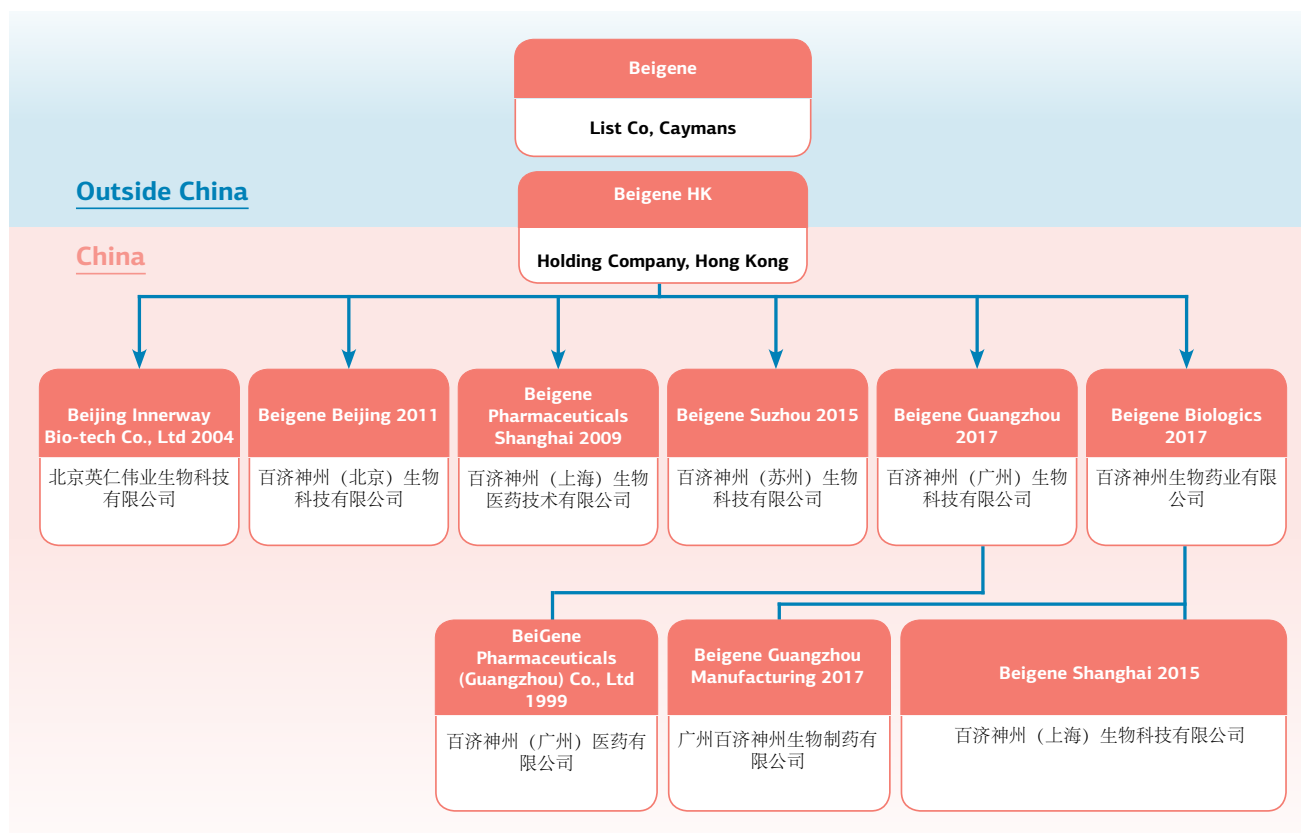 Beigene
List Co, Caymans
Outside China
Beigene HK
China
Holding Company, Hong Kong
Beijing Innerway
Bio-tech Co., Ltd 2004
北京英仁伟业生物科技
有限公司
Beigene Beijing 2011
百济神州（北京）生物
科技有限公司
Beigene
Pharmaceuticals
Shanghai 2009
百济神州（上海）生物
医药技术有限公司
Beigene Suzhou 2015
百济神州（苏州）生物
科技有限公司
Beigene Guangzhou
2017
百济神州（广州）生物
科技有限公司
Beigene Biologics
2017
百济神州生物药业有限
公司
BeiGene
Pharmaceuticals
(Guangzhou) Co., Ltd
1999
百济神州（广州）医药有
限公司
Beigene Guangzhou
Manufacturing 2017
广州百济神州生物制药有
限公司
Beigene Shanghai 2015
百济神州（上海）生物科技有限公司